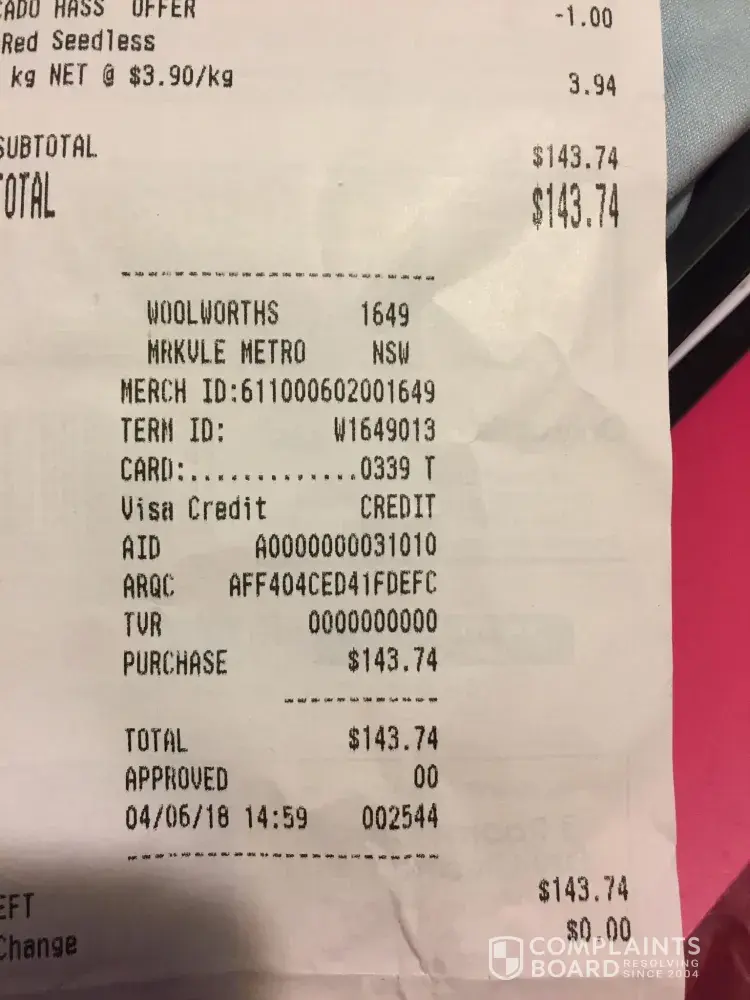 CADO HASS OFFER -1.00
Red Seedless
kg NET @ $3.90/kg 3.94
SUBTOTAL $143.74
TOTAL $143.74
WOOLWORTHS 1649
MRKVLE METRO NSW
MERCH ID:611000602001649
TERM ID: W1649013
CARD:..............0339 T
Visa Credit CREDIT
AID A0000000031010
ARQC AFF404CED41FDEFC
TVR 0000000000
PURCHASE $143.74
TOTAL $143.74
APPROVED 00
04/06/18 14:59 002544
EFT $143.74
Change $0.00
COMPLAINTS
BOARD RESOLVING
SINCE 2004